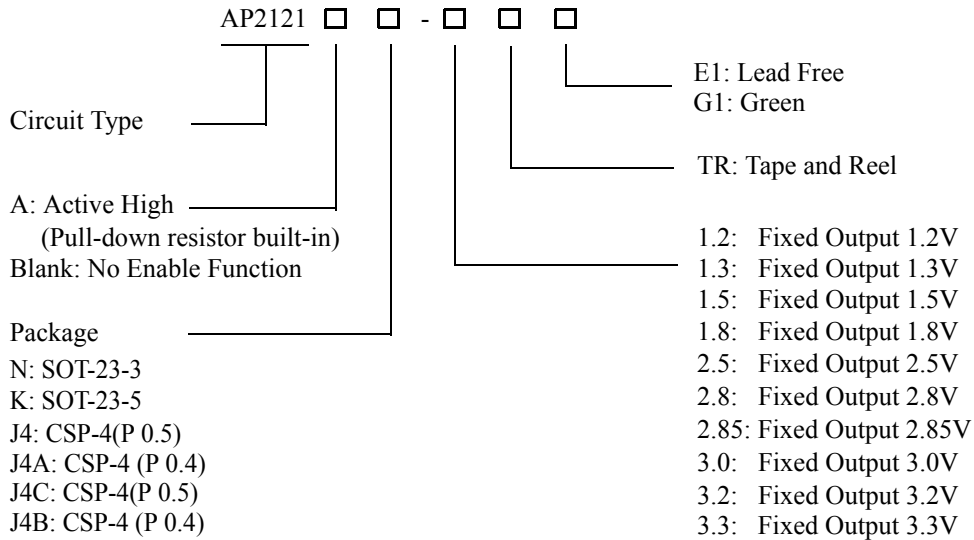 AP2121 -
Circuit Type
A: Active High
(Pull-down resistor built-in)
Blank: No Enable Function
Package
N: SOT-23-3
K: SOT-23-5
J4: CSP-4(P 0.5)
J4A: CSP-4 (P 0.4)
J4C: CSP-4(P 0.5)
J4B: CSP-4 (P 0.4)
E1: Lead Free
G1: Green
TR: Tape and Reel
1.2: Fixed Output 1.2V
1.3: Fixed Output 1.3V
1.5: Fixed Output 1.5V
1.8: Fixed Output 1.8V
2.5: Fixed Output 2.5V
2.8: Fixed Output 2.8V
2.85: Fixed Output 2.85V
3.0: Fixed Output 3.0V
3.2: Fixed Output 3.2V
3.3: Fixed Output 3.3V